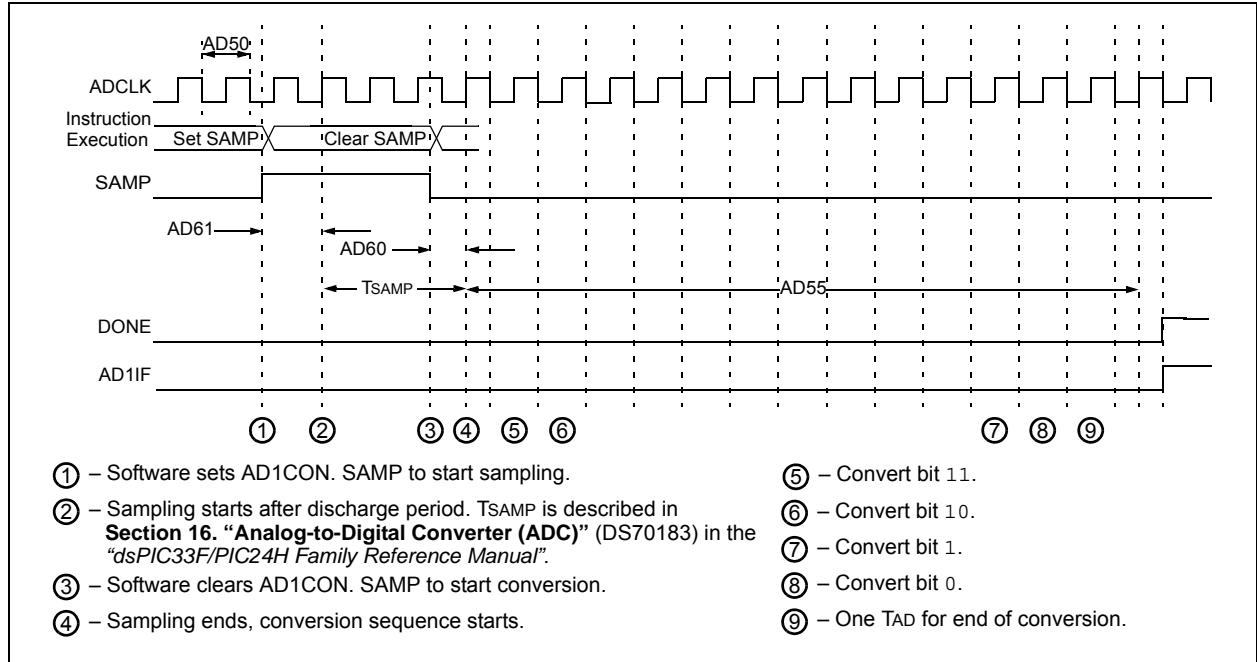 AD50
ADCLK
Instruction
Execution
Set SAMP
Clear SAMP
SAMP
AD61
AD60
TSAMP
AD55
DONE
AD1IF
1 2 3 4 5 6 7 8 9
1 – Software sets AD1CON. SAMP to start sampling.
2 – Sampling starts after discharge period. TSAMP is described in
Section 16. “Analog-to-Digital Converter (ADC)” (DS70183) in the
“dsPIC33F/PIC24H Family Reference Manual”.
3 – Software clears AD1CON. SAMP to start conversion.
4 – Sampling ends, conversion sequence starts.
5 – Convert bit 11.
6 – Convert bit 10.
7 – Convert bit 1.
8 – Convert bit 0.
9 – One TAD for end of conversion.